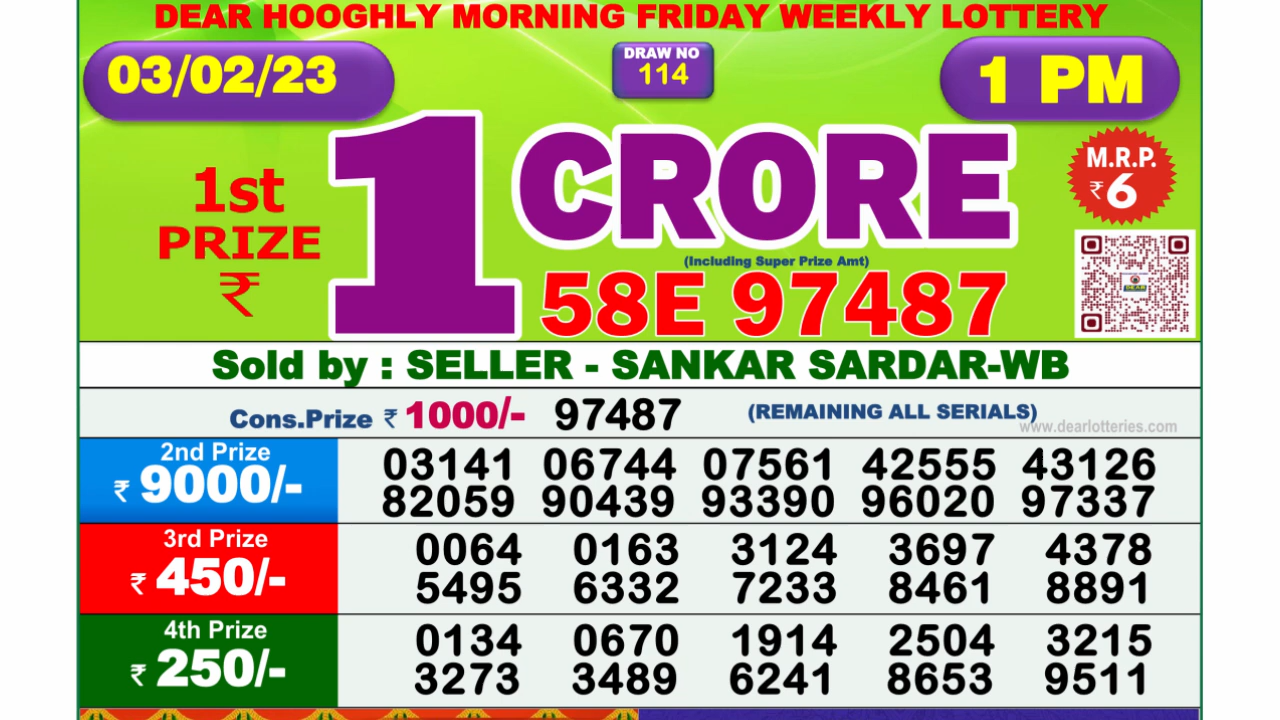 DEAR HOOGHLY MORNING FRIDAY WEEKLY LOTTERY
03/02/23
DRAW NO
114
1 PM
1st
PRIZE
₹
1 CRORE
(Including Super Prize Amt)
58E 97487
M.R.P.
₹ 6
Sold by : SELLER - SANKAR SARDAR-WB
Cons.Prize ₹ 1000/- 97487 (REMAINING ALL SERIALS)
www.dearlotteries.com
2nd Prize
₹ 9000/-
03141 06744 07561 42555 43126
82059 90439 93390 96020 97337
3rd Prize
₹ 450/-
0064 0163 3124 3697 4378
5495 6332 7233 8461 8891
4th Prize
₹ 250/-
0134 0670 1914 2504 3215
3273 3489 6241 8653 9511